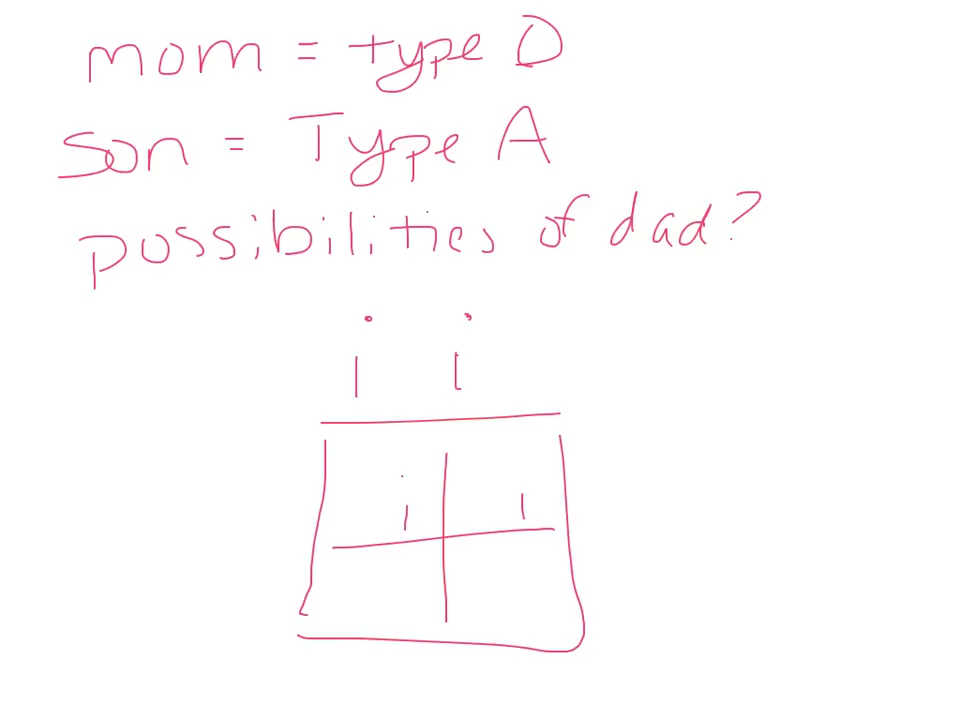 mom = type O
son = Type A
possibilities of dad?
i i
i i